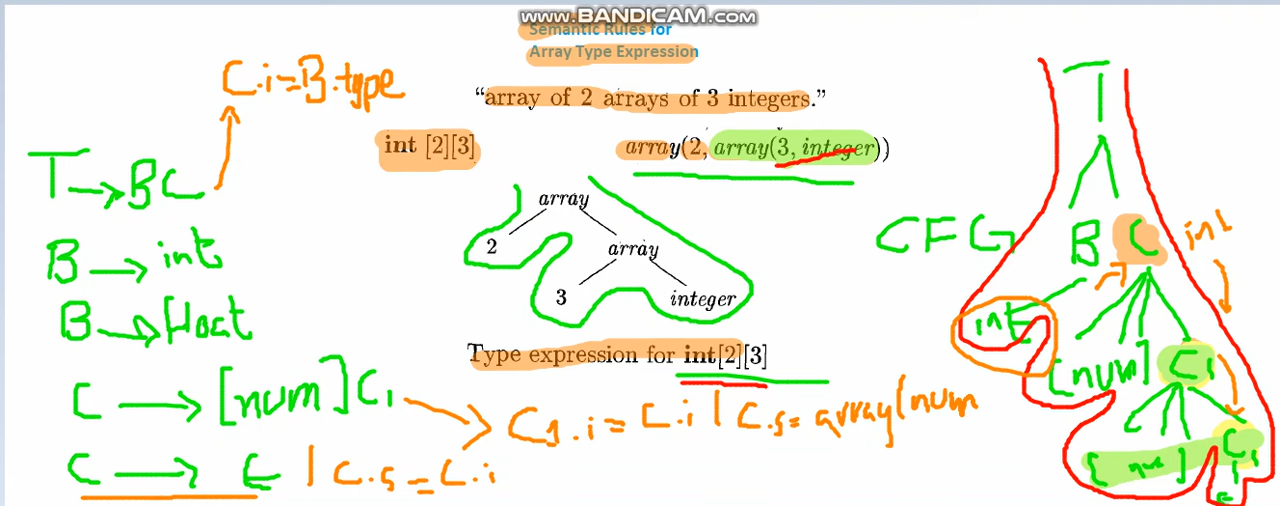 www.BANDICAM.com
Semantic Rules for
Array Type Expression
C.i=B.type
“array of 2 arrays of 3 integers.”
int [2][3]
array(2, array(3, integer))
T→BC
array
2
array
3
integer
B → int
B → float
Type expression for int[2][3]
C → [num]C1
C1.i = C.i | C.s = array(num
C → E | C.s = C.i
CFG
T
B C
int
int
[num] C1
[ num ] C1
E